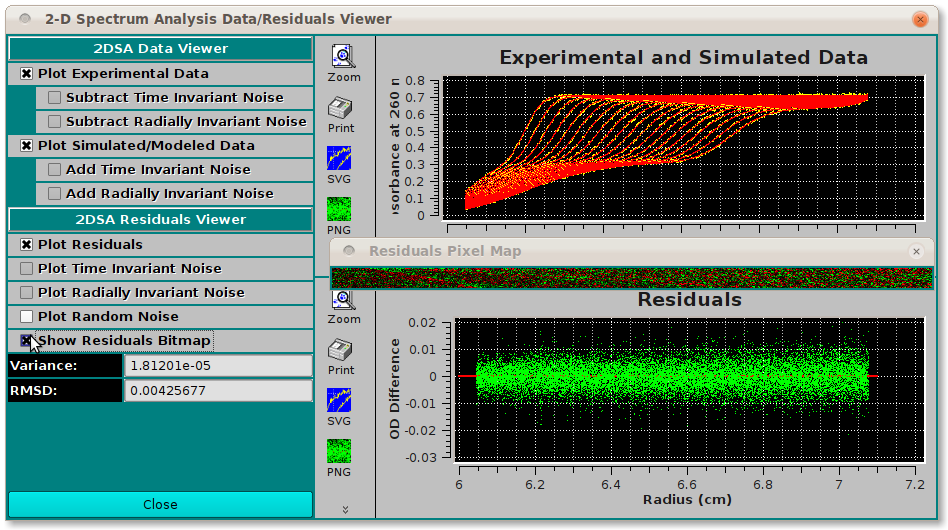 2-D Spectrum Analysis Data/Residuals Viewer
2DSA Data Viewer
Plot Experimental Data
Subtract Time Invariant Noise
Subtract Radially Invariant Noise
Plot Simulated/Modeled Data
Add Time Invariant Noise
Add Radially Invariant Noise
2DSA Residuals Viewer
Plot Residuals
Plot Time Invariant Noise
Plot Radially Invariant Noise
Plot Random Noise
Show Residuals Bitmap
Variance: 1.81201e-05
RMSD: 0.00425677
Close
Zoom
Print
SVG
PNG
Experimental and Simulated Data
sorbance at 260 n
0.8
0.7
0.6
0.5
0.4
0.3
0.2
0.1
0
Residuals Pixel Map
Zoom
Print
SVG
PNG
Residuals
OD Difference
0.02
0.01
0
-0.01
-0.02
-0.03
6 6.2 6.4 6.6 6.8 7 7.2
Radius (cm)